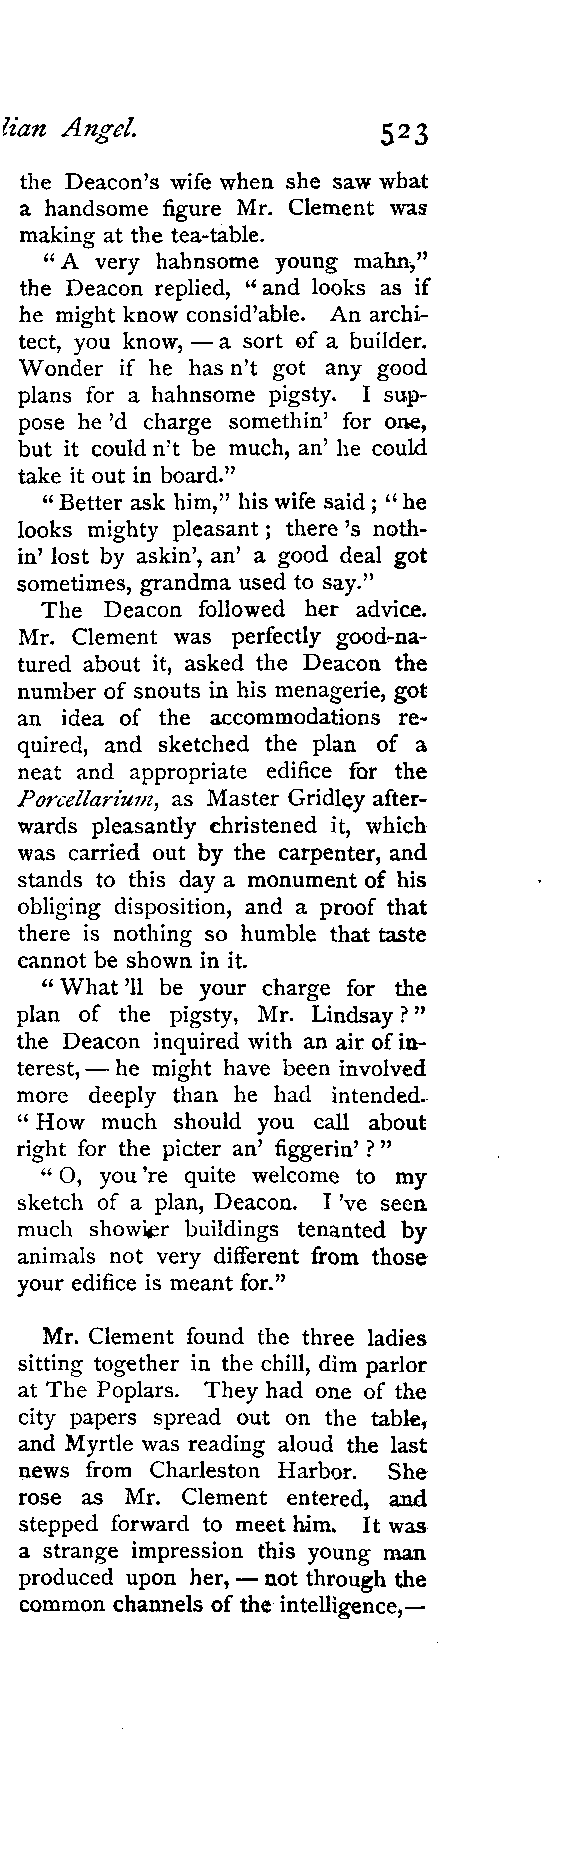 lian Angel. 523
the Deacon's wife when she saw what
a handsome figure Mr. Clement was
making at the tea-table.
“A very hahnsome young mahn,”
the Deacon replied, “and looks as if
he might know consid'able. An archi-
tect, you know, — a sort of a builder.
Wonder if he has n't got any good
plans for a hahnsome pigsty. I sup-
pose he 'd charge somethin' for one,
but it could n't be much, an' he could
take it out in board.”
“Better ask him,” his wife said; “he
looks mighty pleasant; there 's noth-
in' lost by askin', an' a good deal got
sometimes, grandma used to say.”
The Deacon followed her advice.
Mr. Clement was perfectly good-na-
tured about it, asked the Deacon the
number of snouts in his menagerie, got
an idea of the accommodations re-
quired, and sketched the plan of a
neat and appropriate edifice for the
Porcellarium, as Master Gridley after-
wards pleasantly christened it, which
was carried out by the carpenter, and
stands to this day a monument of his
obliging disposition, and a proof that
there is nothing so humble that taste
cannot be shown in it.
“What 'll be your charge for the
plan of the pigsty, Mr. Lindsay?”
the Deacon inquired with an air of in-
terest, — he might have been involved
more deeply than he had intended.
“How much should you call about
right for the picter an' figgerin'?”
“O, you 're quite welcome to my
sketch of a plan, Deacon. I 've seen
much showier buildings tenanted by
animals not very different from those
your edifice is meant for.”
Mr. Clement found the three ladies
sitting together in the chill, dim parlor
at The Poplars. They had one of the
city papers spread out on the table,
and Myrtle was reading aloud the last
news from Charleston Harbor. She
rose as Mr. Clement entered, and
stepped forward to meet him. It was
a strange impression this young man
produced upon her, — not through the
common channels of the intelligence,—